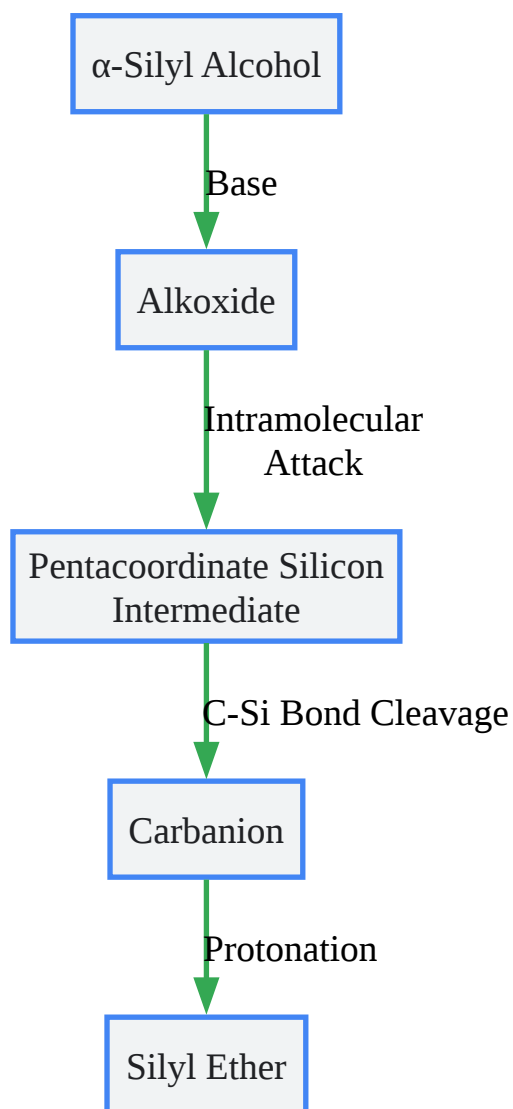 α-Silyl Alcohol
Base
Alkoxide
Intramolecular
Attack
Pentacoordinate Silicon
Intermediate
C-Si Bond Cleavage
Carbanion
Protonation
Silyl Ether